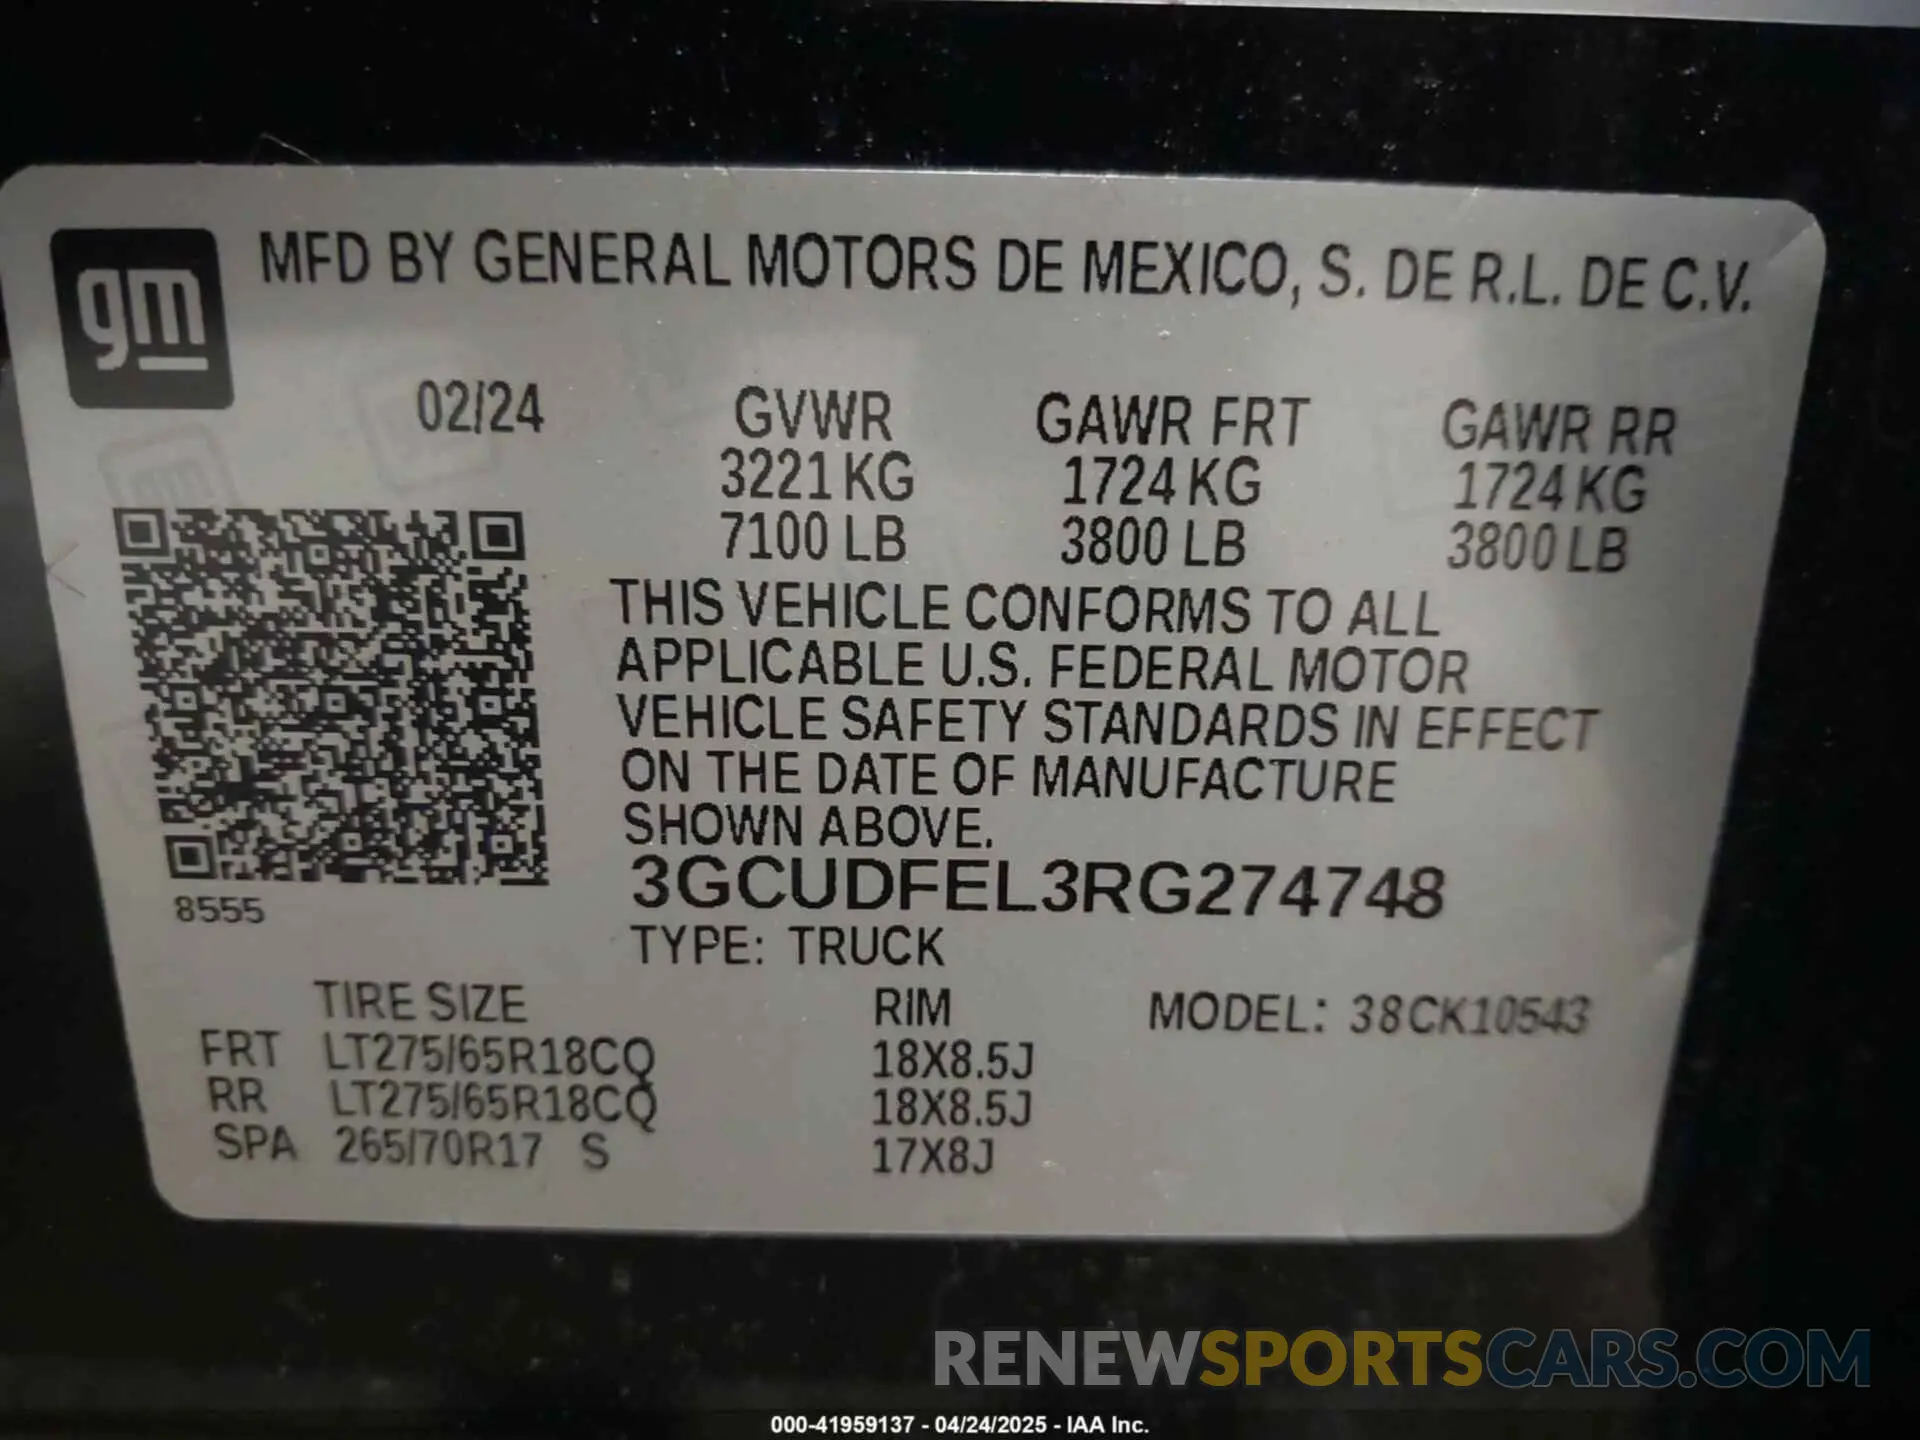 gm
MFD BY GENERAL MOTORS DE MEXICO, S. DE R.L. DE C.V.
02/24 GVWR GAWR FRT GAWR RR
3221 KG 1724 KG 1724 KG
7100 LB 3800 LB 3800 LB
THIS VEHICLE CONFORMS TO ALL
APPLICABLE U.S. FEDERAL MOTOR
VEHICLE SAFETY STANDARDS IN EFFECT
ON THE DATE OF MANUFACTURE
SHOWN ABOVE.
3GCUDFEL3RG274748
8555
TYPE: TRUCK
TIRE SIZE RIM MODEL: 38CK10543
FRT LT275/65R18CQ 18X8.5J
RR LT275/65R18CQ 18X8.5J
SPA 265/70R17 S 17X8J
RENEWSPORTSCARS.COM
000-41959137 - 04/24/2025 - IAA Inc.